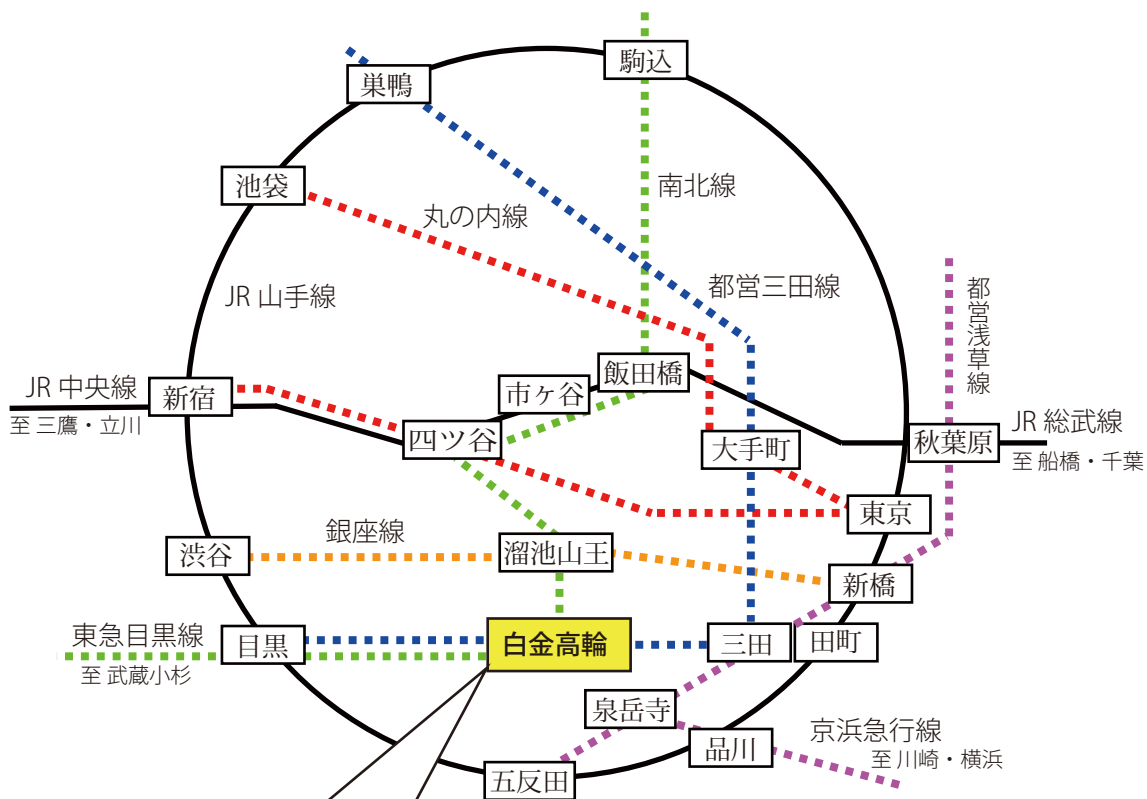 駒込
巣鴨
池袋
南北線
丸の内線
都営三田線
JR 山手線
都営浅草線
飯田橋
市ヶ谷
JR 中央線
至 三鷹・立川
新宿
四ツ谷
大手町
秋葉原
JR 総武線
至 船橋・千葉
東京
銀座線
渋谷
溜池山王
新橋
東急目黒線
至 武蔵小杉
目黒
白金高輪
三田
田町
泉岳寺
品川
京浜急行線
至 川崎・横浜
五反田